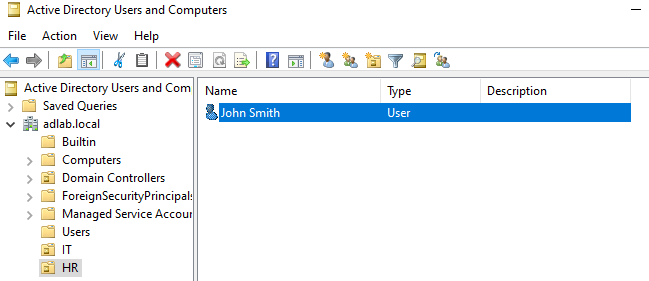 Active Directory Users and Computers
File Action View Help
Active Directory Users and Com
Saved Queries
adlab.local
Builtin
Computers
Domain Controllers
ForeignSecurityPrincipals
Managed Service Accour
Users
IT
HR
Name Type Description
John Smith User